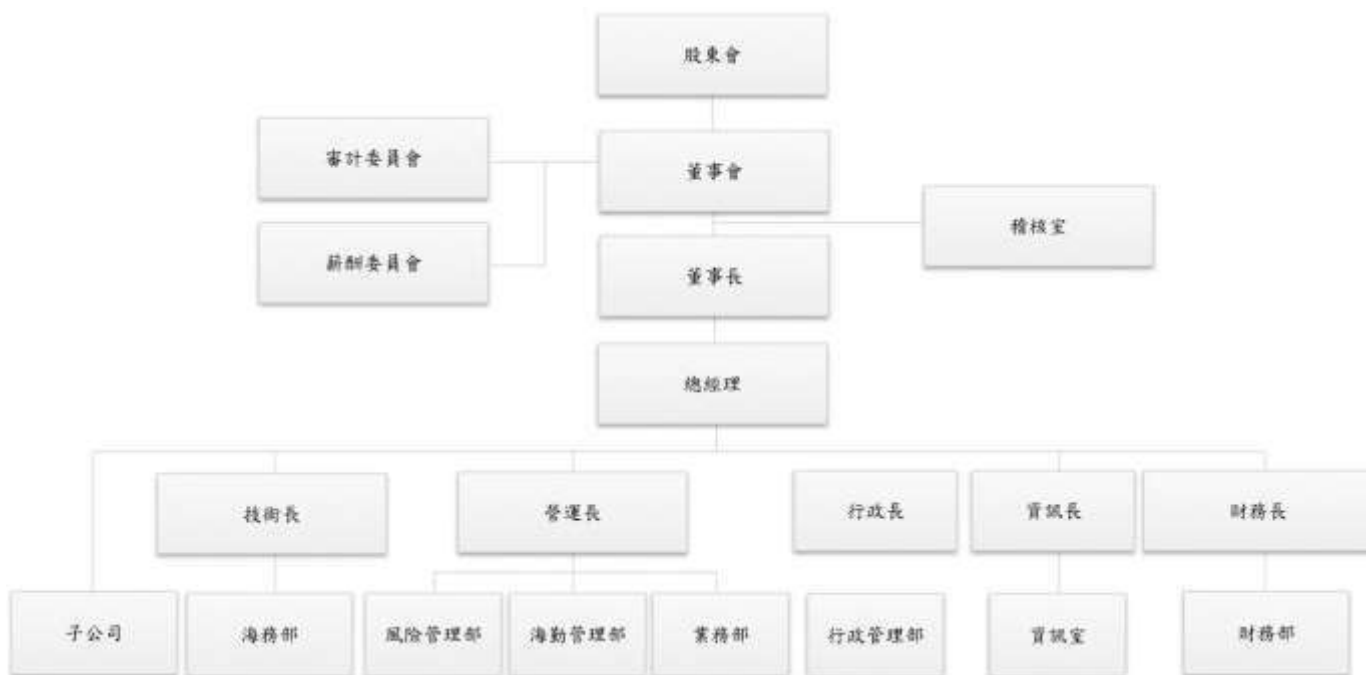 股東會
審計委員會
董事會
稽核室
薪酬委員會
董事長
總經理
技術長
營運長
行政長
資訊長
財務長
子公司
海務部
風險管理部
海勤管理部
業務部
行政管理部
資訊室
財務部